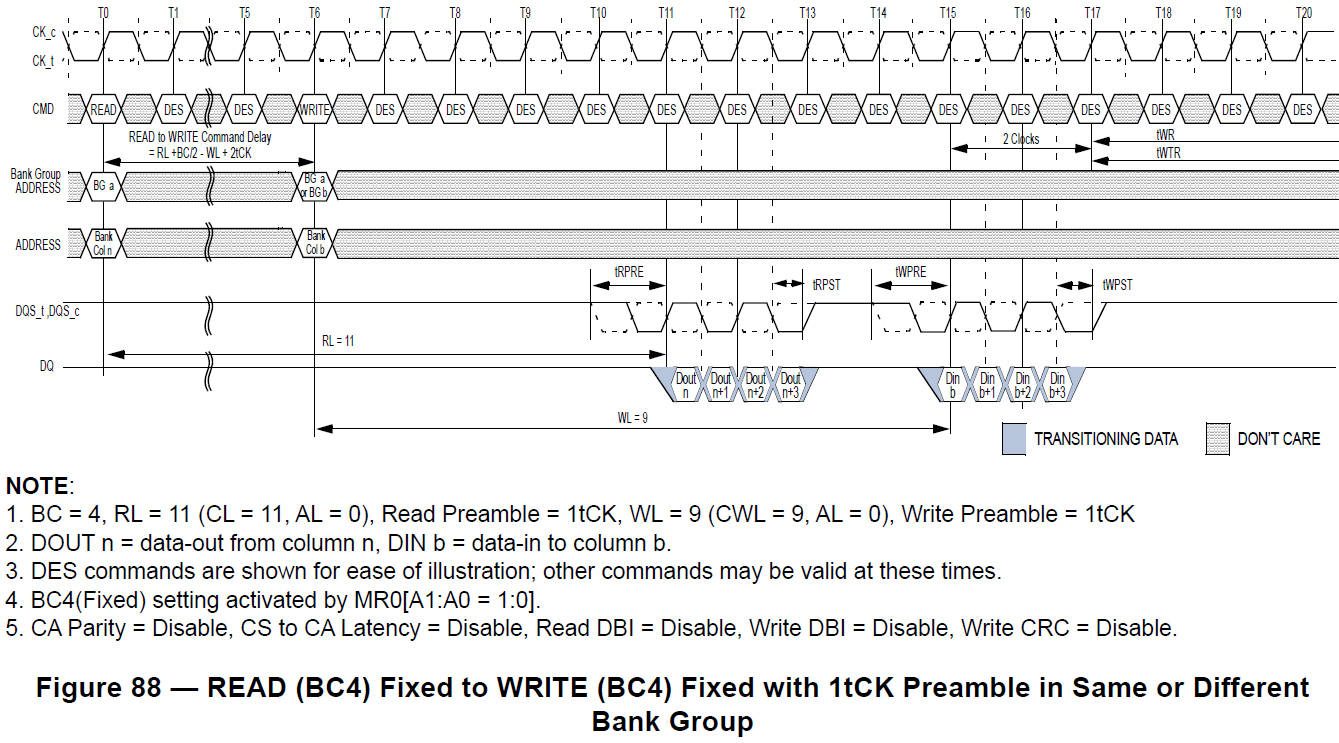 T0 T1 T5 T6 T7 T8 T9 T10 T11 T12 T13 T14 T15 T16 T17 T18 T19 T20
CK_c
CK_t
CMD READ DES DES WRITE DES DES DES DES DES DES DES DES DES DES DES DES DES DES
READ to WRITE Command Delay
= RL +BC/2 - WL + 2tCK
2 Clocks
tWR
tWTR
Bank Group
ADDRESS
BG a
BG a
or BG b
ADDRESS
Bank
Col n
Bank
Col b
tRPRE
tRPST
tWPRE
tWPST
DQS_t ,DQS_c
RL = 11
DQ
Dout
n
Dout
n+1
Dout
n+2
Dout
n+3
Din
b
Din
b+1
Din
b+2
Din
b+3
WL = 9
TRANSITIONING DATA
DON'T CARE
NOTE:
1. BC = 4, RL = 11 (CL = 11, AL = 0), Read Preamble = 1tCK, WL = 9 (CWL = 9, AL = 0), Write Preamble = 1tCK
2. DOUT n = data-out from column n, DIN b = data-in to column b.
3. DES commands are shown for ease of illustration; other commands may be valid at these times.
4. BC4(Fixed) setting activated by MR0[A1:A0 = 1:0].
5. CA Parity = Disable, CS to CA Latency = Disable, Read DBI = Disable, Write DBI = Disable, Write CRC = Disable.
Figure 88 — READ (BC4) Fixed to WRITE (BC4) Fixed with 1tCK Preamble in Same or Different
Bank Group